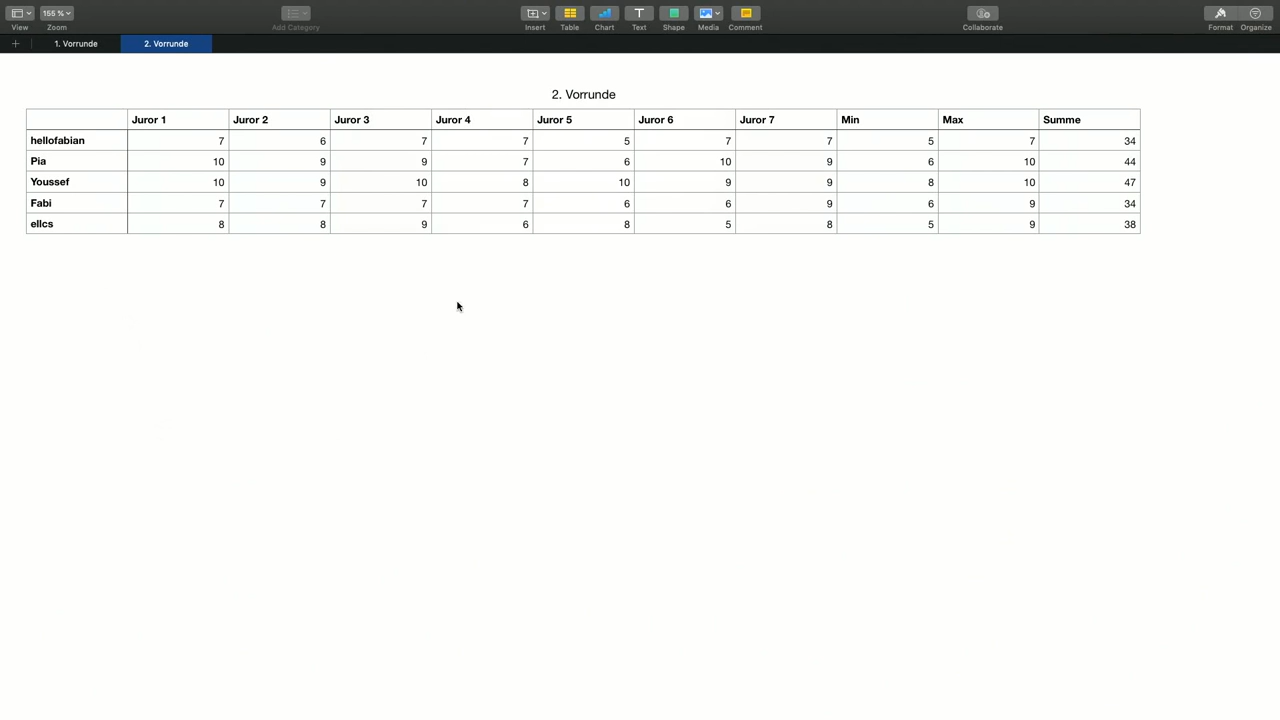 View 155 % Zoom Add Category Insert Table Chart Text Shape Media Comment Collaborate Format Organize
1. Vorrunde 2. Vorrunde
2. Vorrunde
Juror 1 Juror 2 Juror 3 Juror 4 Juror 5 Juror 6 Juror 7 Min Max Summe
hellofabian 7 6 7 7 5 7 7 5 7 34
Pia 10 9 9 7 6 10 9 6 10 44
Youssef 10 9 10 8 10 9 9 8 10 47
Fabi 7 7 7 7 6 6 9 6 9 34
ellcs 8 8 9 6 8 5 8 5 9 38